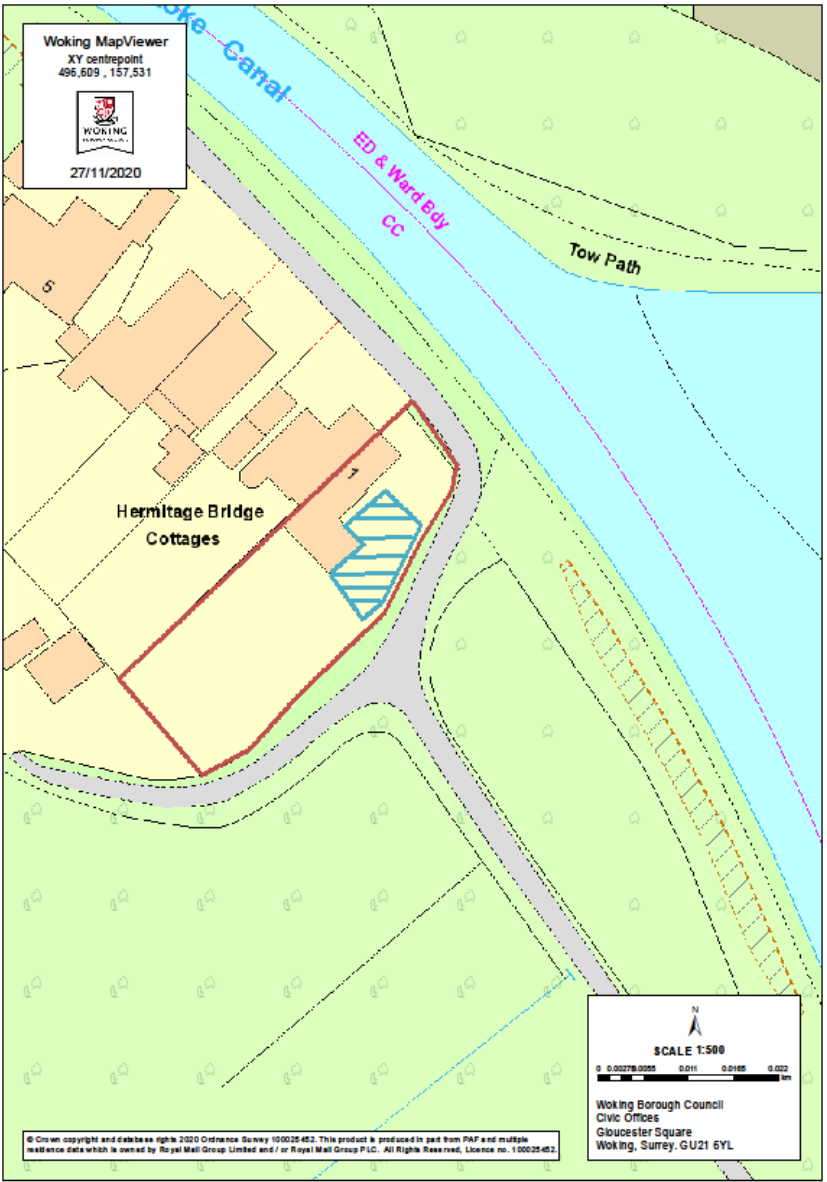 Woking MapViewer
XY centrepoint
496,609 , 157,531
WOKING
27/11/2020
oke Canal
ED & Ward Bdy
CC
Tow Path
5
1
Hermitage Bridge
Cottages
N
SCALE 1:500
0 0.00275 0.0055 0.011 0.0165 0.022
km
Woking Borough Council
Civic Offices
Gloucester Square
Woking, Surrey. GU21 6YL
© Crown copyright and database rights 2020 Ordnance Survey 100025452. This product is produced in part from PAF and multiple
residence data which is owned by Royal Mail Group Limited and / or Royal Mail Group PLC. All Rights Reserved, Licence no. 100025452.